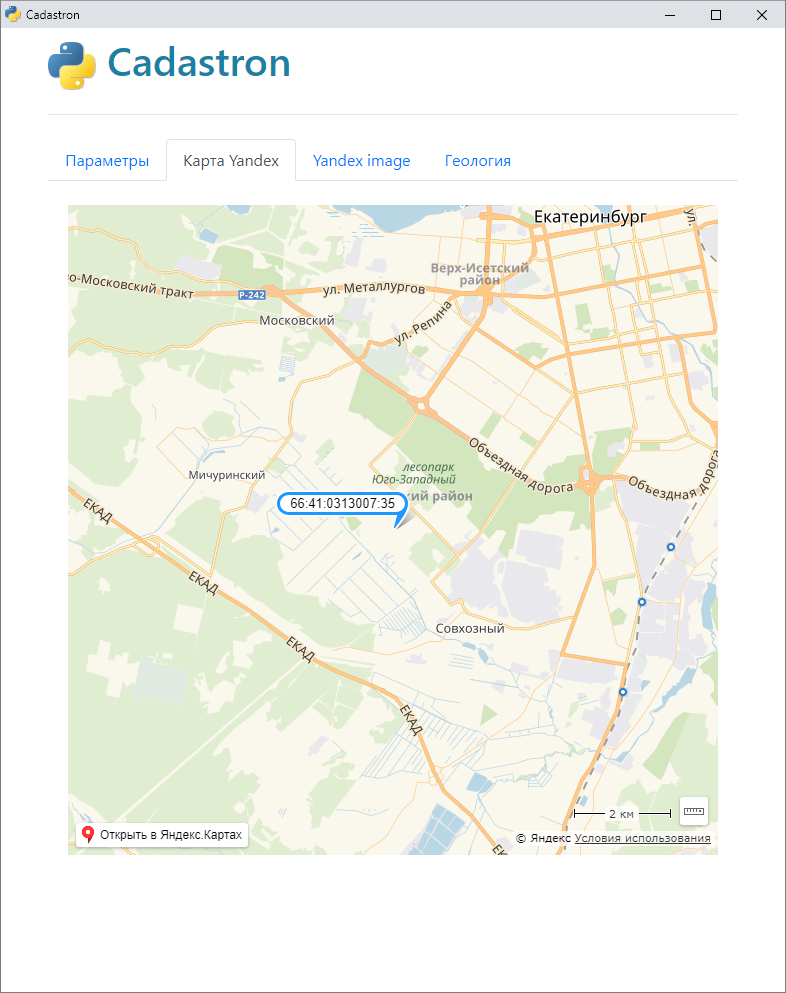 Cadastron
Cadastron
Параметры
Карта Yandex
Yandex image
Геология
Екатеринбург
ул.
Верх-Исетский
район
о-Московский тракт
Р-242
ул. Металлургов
Московский
ул. Репина
Объездная дорога
лесопарк
Юго-Западный
кий район
Мичуринский
66:41:0313007:35
Объездная дорога
ЕКАД
ЕКАД
Совхозный
ЕКАД
ЕКАД
2 км
Открыть в Яндекс.Картах
© Яндекс Условия использования